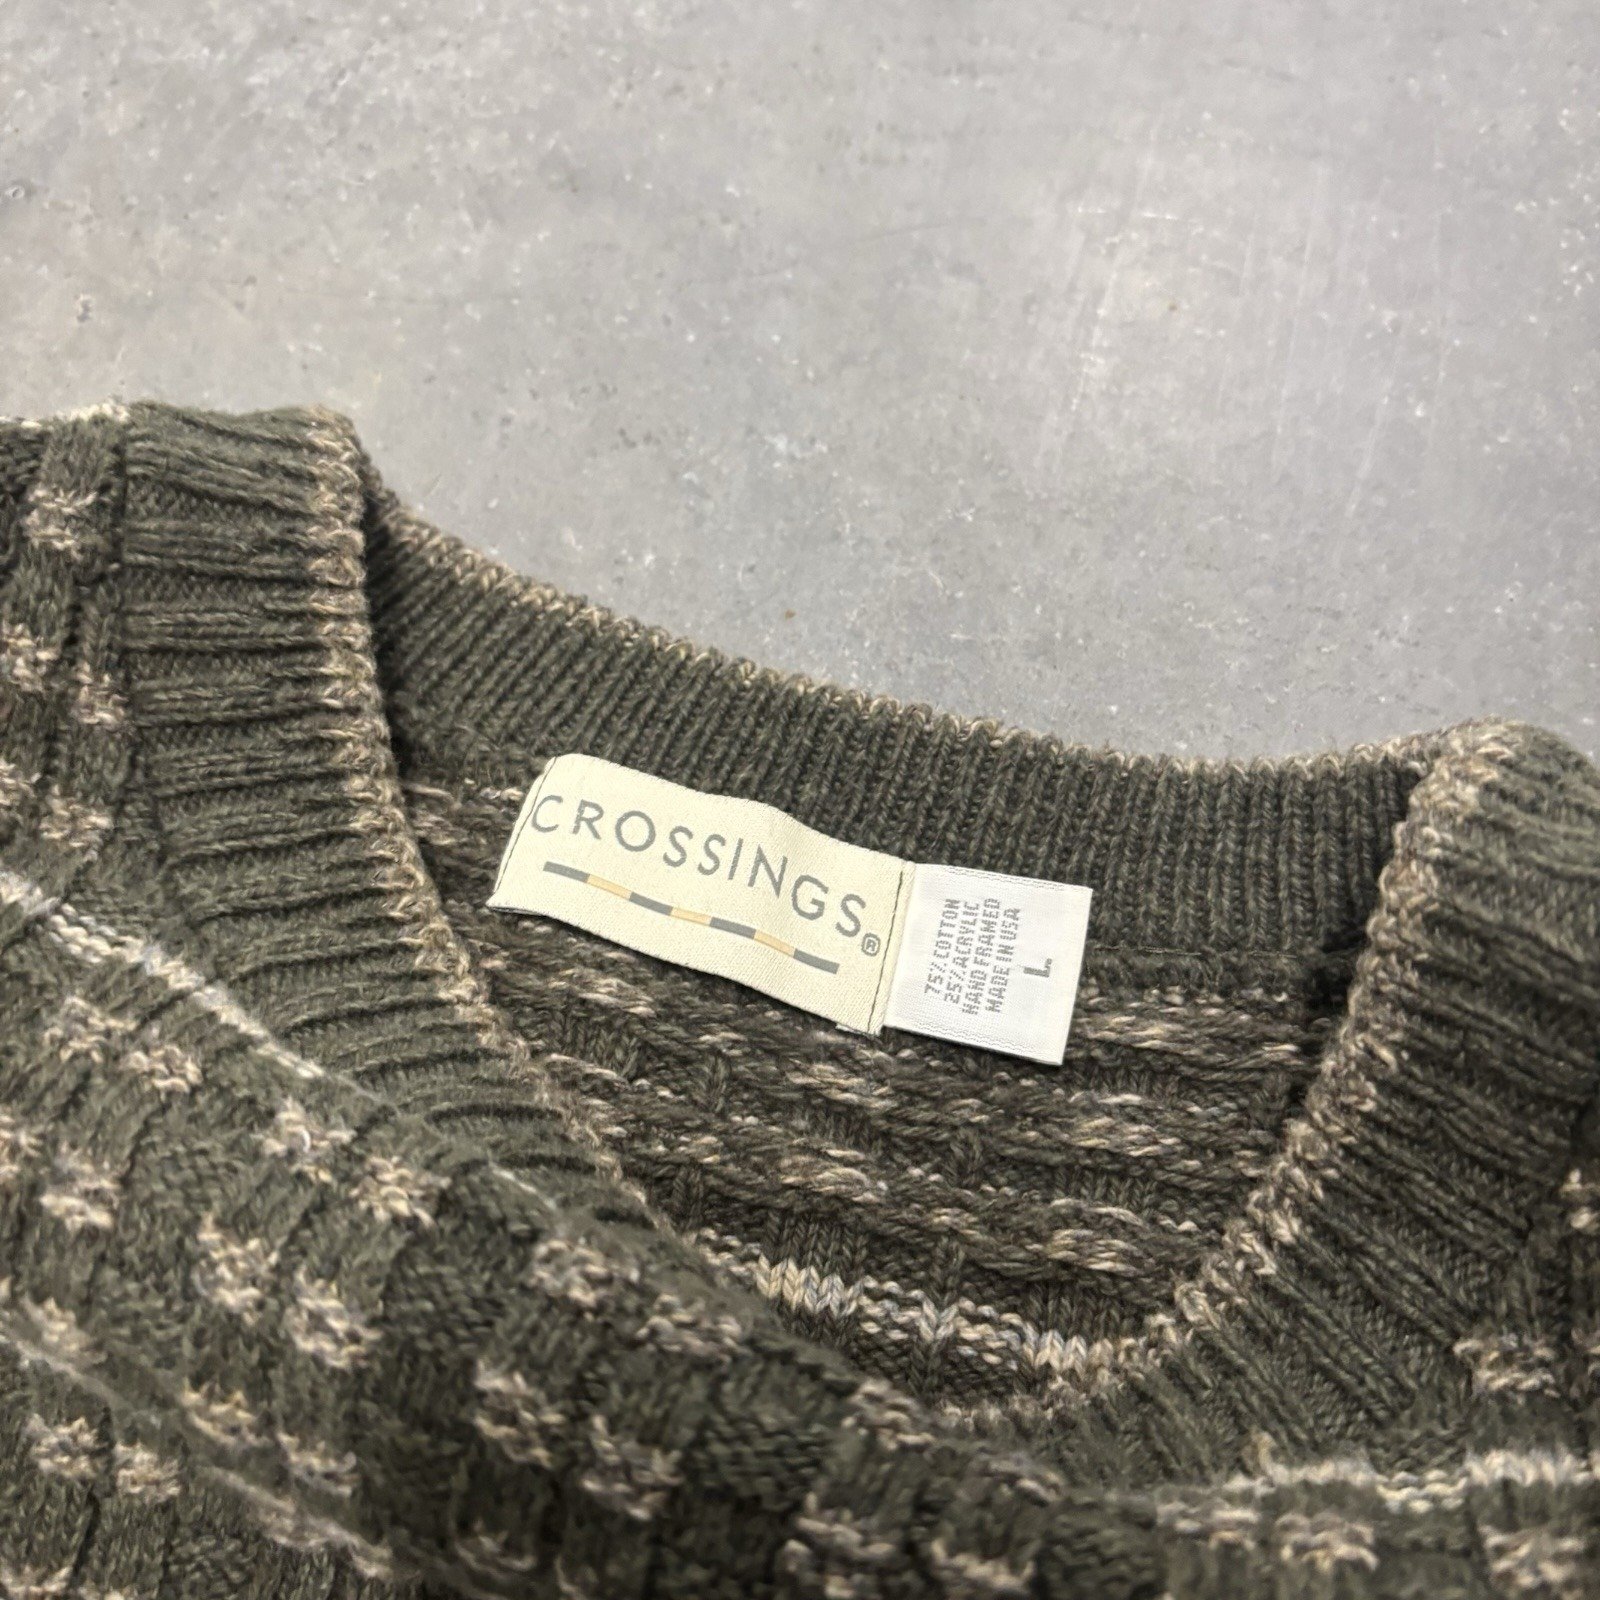 CROSSINGS®
75% COTTON
25% ACRYLIC
HAND FRAMED
MADE IN USA
L